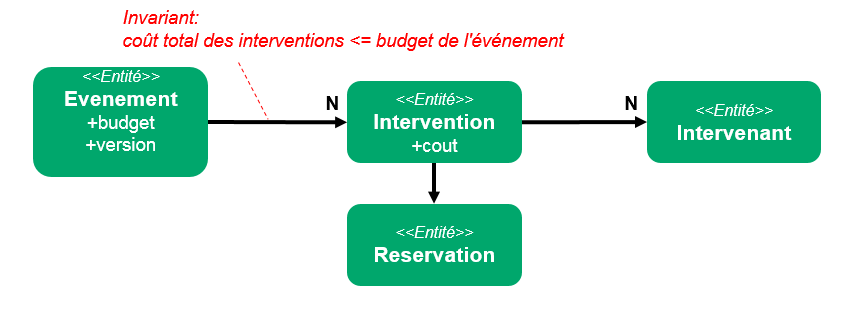 Invariant:
coût total des interventions <= budget de l'événement
<<Entité>>
Evenement
+budget
+version
N
<<Entité>>
Intervention
+cout
N
<<Entité>>
Intervenant
<<Entité>>
Reservation